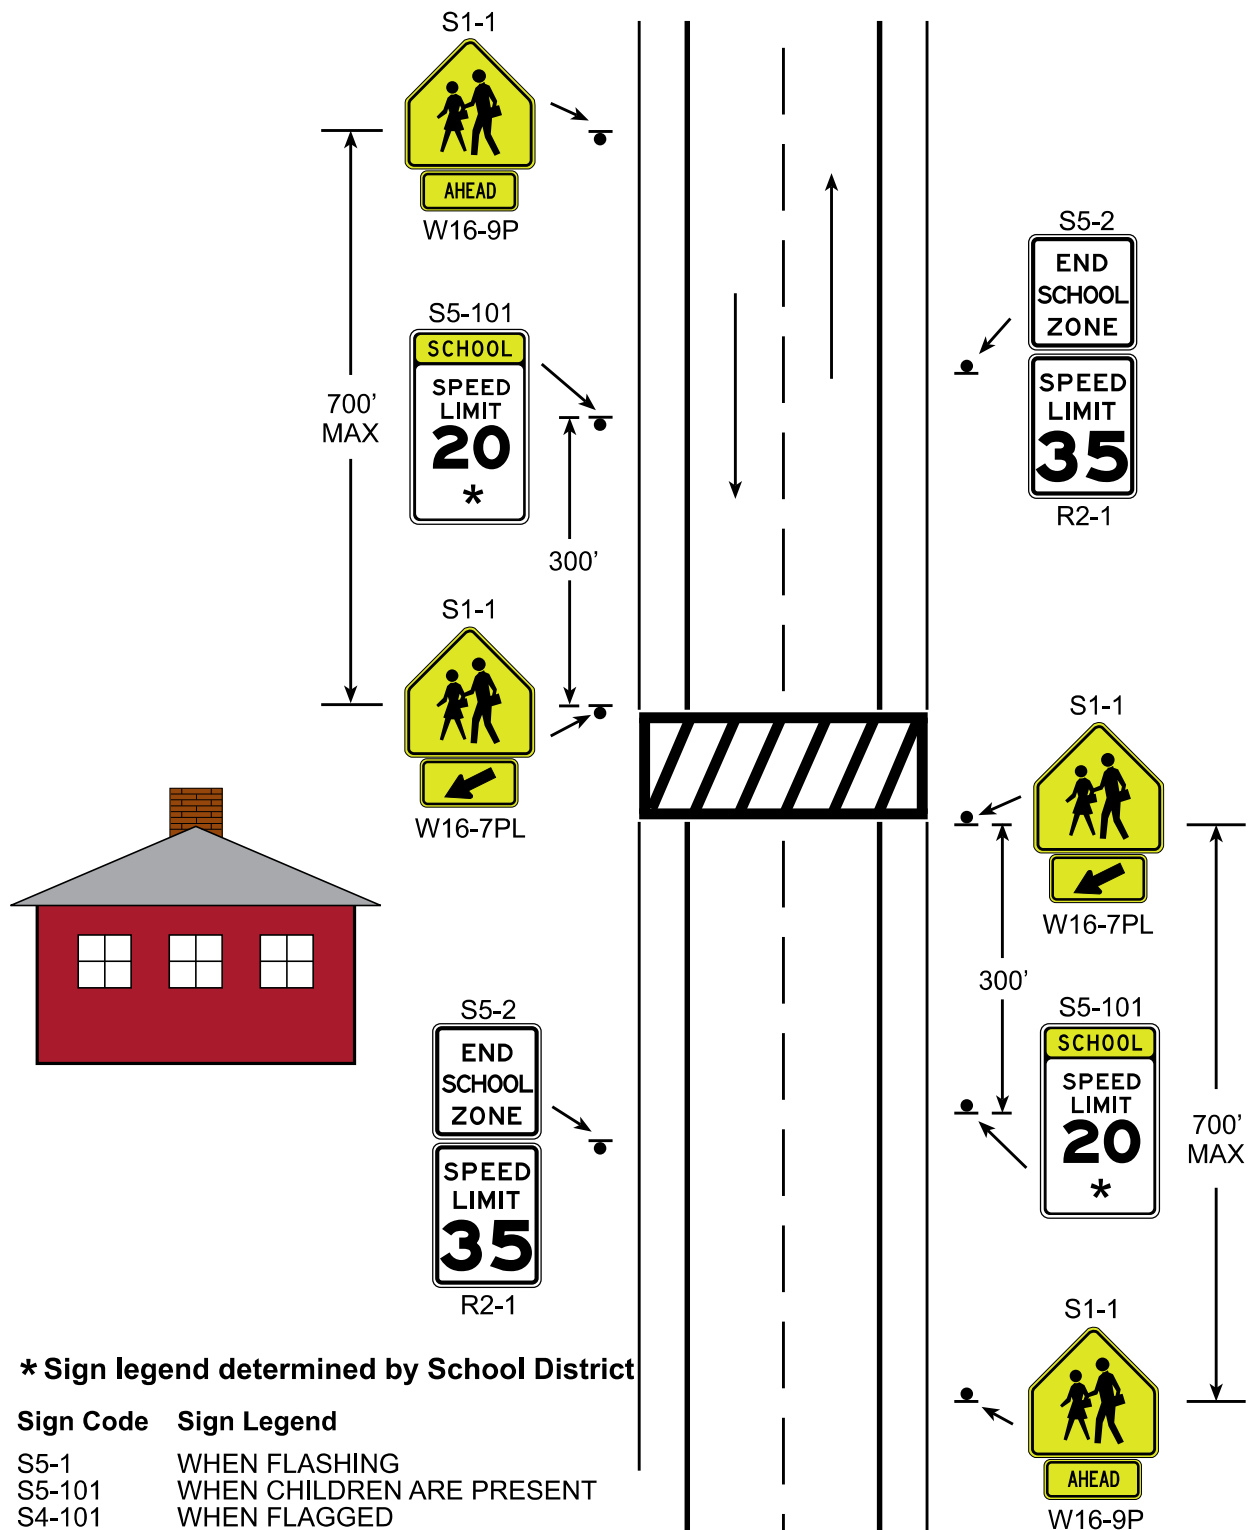 S1-1
AHEAD
W16-9P
S5-2
END
SCHOOL
ZONE
SPEED
LIMIT
35
R2-1
S5-101
SCHOOL
SPEED
LIMIT
20
*
700’
MAX
300’
S1-1
W16-7PL
S1-1
W16-7PL
300’
S5-101
SCHOOL
SPEED
LIMIT
20
*
700’
MAX
S5-2
END
SCHOOL
ZONE
SPEED
LIMIT
35
R2-1
S1-1
AHEAD
W16-9P
* Sign legend determined by School District
Sign Code Sign Legend
S5-1 WHEN FLASHING
S5-101 WHEN CHILDREN ARE PRESENT
S4-101 WHEN FLAGGED